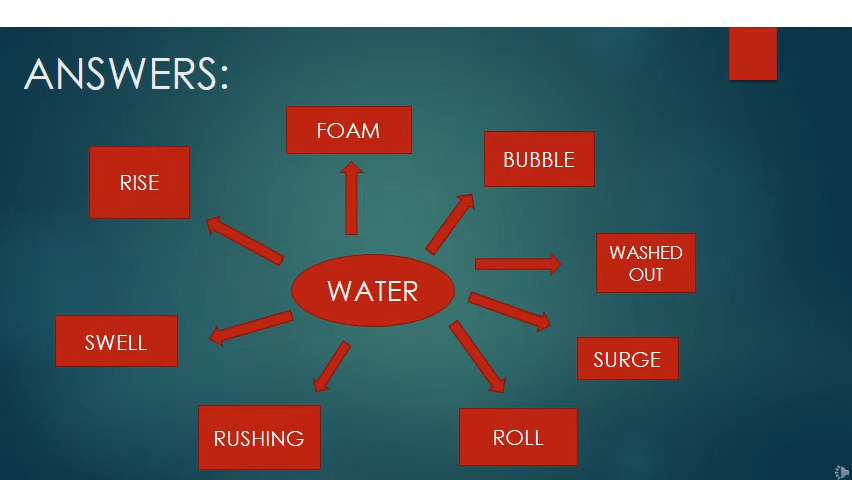 ANSWERS:
FOAM
BUBBLE
RISE
WASHED
OUT
WATER
SWELL
SURGE
RUSHING
ROLL